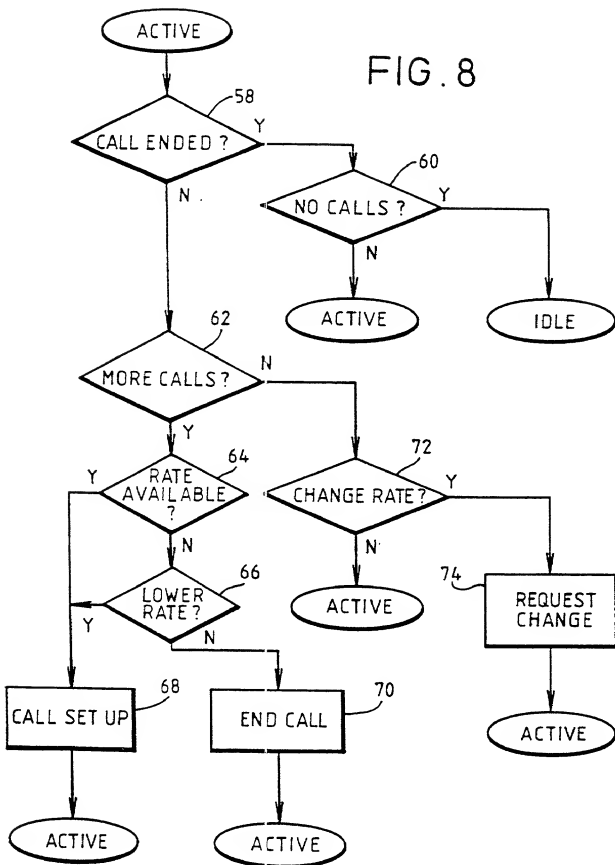 ACTIVE
FIG. 8
58
CALL ENDED ?
Y
N
60
NO CALLS ?
Y
N
ACTIVE
IDLE
62
MORE CALLS ?
N
Y
64
Y
RATE
AVAILABLE
?
N
72
CHANGE RATE?
Y
N
66
LOWER
RATE?
Y
N
ACTIVE
74
REQUEST
CHANGE
68
CALL SET UP
70
END CALL
ACTIVE
ACTIVE
ACTIVE